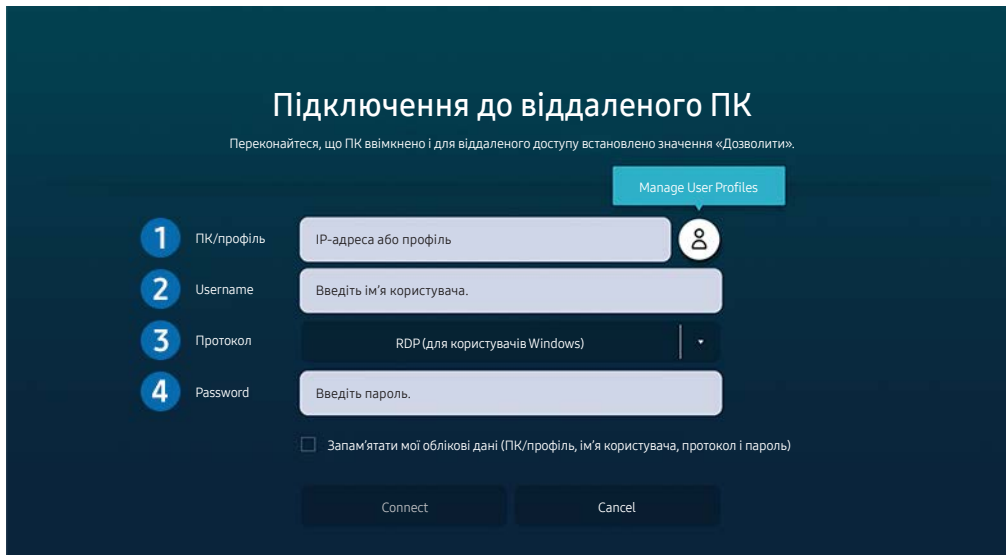 Підключення до віддаленого ПК
Переконайтеся, що ПК ввімкнено і для віддаленого доступу встановлено значення «Дозволити».
Manage User Profiles
1 ПК/профіль IP-адреса або профіль
2 Username Введіть ім'я користувача.
3 Протокол RDP (для користувачів Windows)
4 Password Введіть пароль.
Запам'ятати мої облікові дані (ПК/профіль, ім'я користувача, протокол і пароль)
Connect Cancel